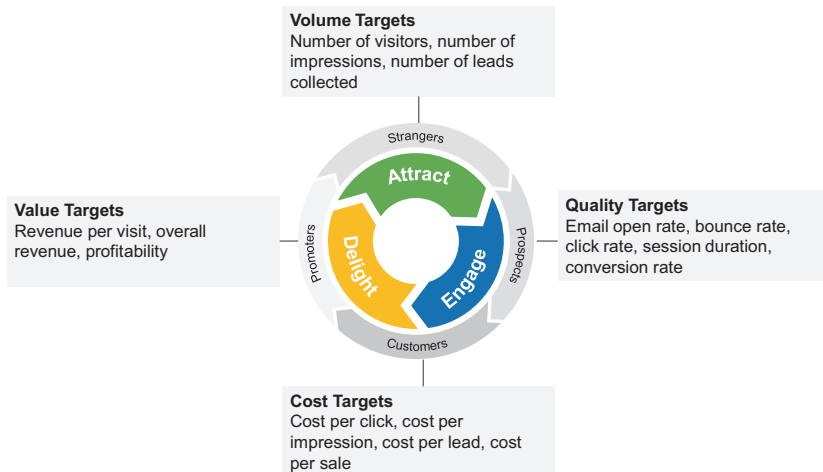 Volume Targets
Number of visitors, number of
impressions, number of leads
collected
Strangers
Attract
Value Targets
Revenue per visit, overall
revenue, profitability
Promoters
Delight
Engage
Prospects
Quality Targets
Email open rate, bounce rate,
click rate, session duration,
conversion rate
Customers
Cost Targets
Cost per click, cost per
impression, cost per lead, cost
per sale